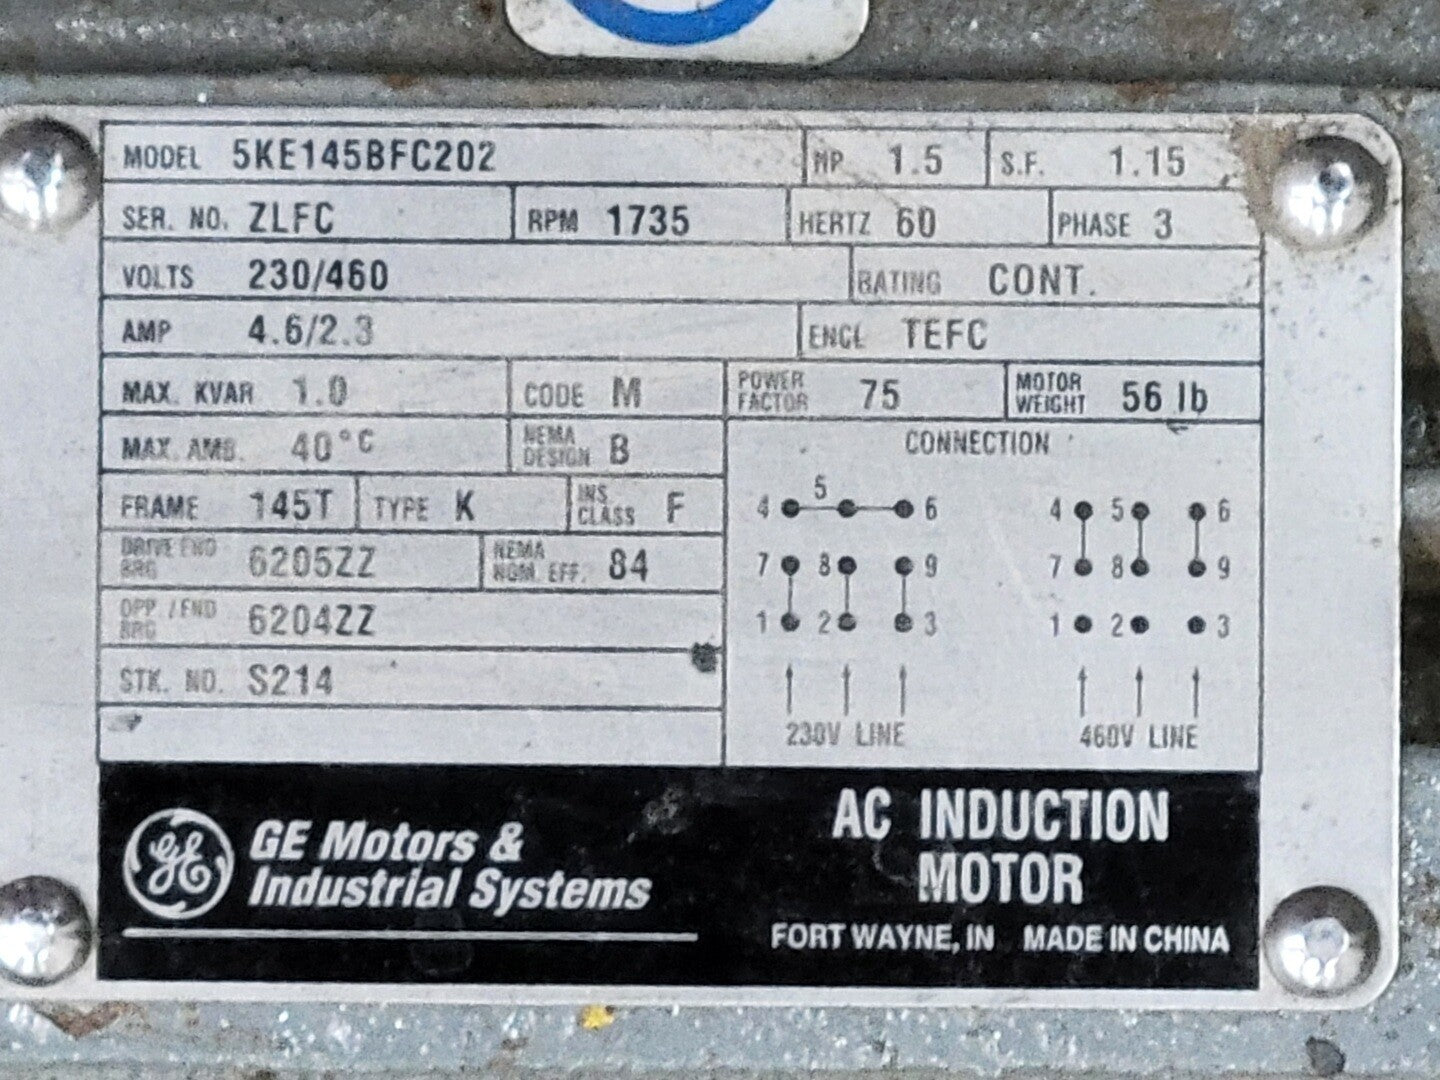 MODEL 5KE145BFC202 HP 1.5 S.F. 1.15
SER. NO. ZLFC RPM 1735 HERTZ 60 PHASE 3
VOLTS 230/460 RATING CONT.
AMP 4.6/2.3 ENCL TEFC
MAX. KVAR 1.0 CODE M POWER FACTOR 75 MOTOR WEIGHT 56 lb
MAX. AMB. 40°C NEMA DESIGN B
FRAME 145T TYPE K INS CLASS F
DRIVE END BRG 6205ZZ NEMA NOM. EFF. 84
OPP./END BRG 6204ZZ
STK. NO. S214
CONNECTION
4 5 6 4 5 6
7 8 9 7 8 9
1 2 3 1 2 3
230V LINE 460V LINE
GE
GE Motors &
Industrial Systems
AC INDUCTION
MOTOR
FORT WAYNE, IN MADE IN CHINA